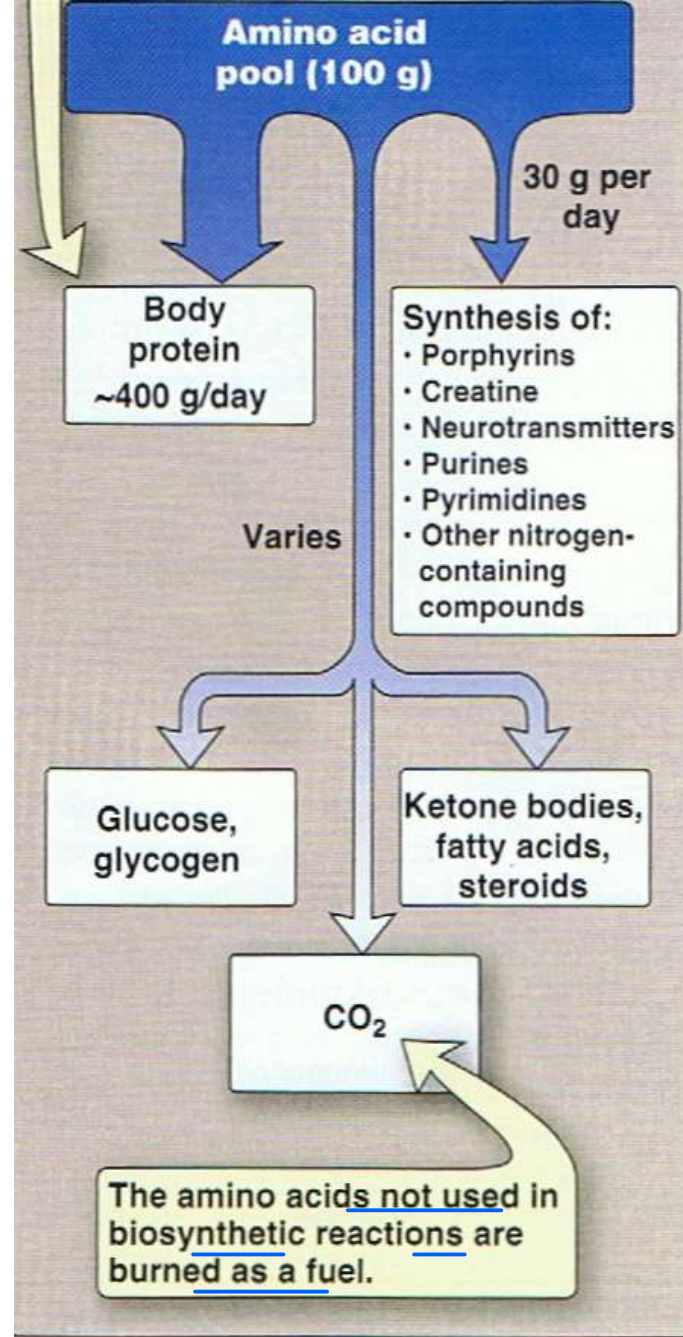 Amino acid
pool (100 g)
30 g per
day
Body
protein
~400 g/day
Synthesis of:
· Porphyrins
· Creatine
· Neurotransmitters
· Purines
· Pyrimidines
· Other nitrogen-
containing
compounds
Varies
Glucose,
glycogen
Ketone bodies,
fatty acids,
steroids
CO₂
The amino acids not used in
biosynthetic reactions are
burned as a fuel.